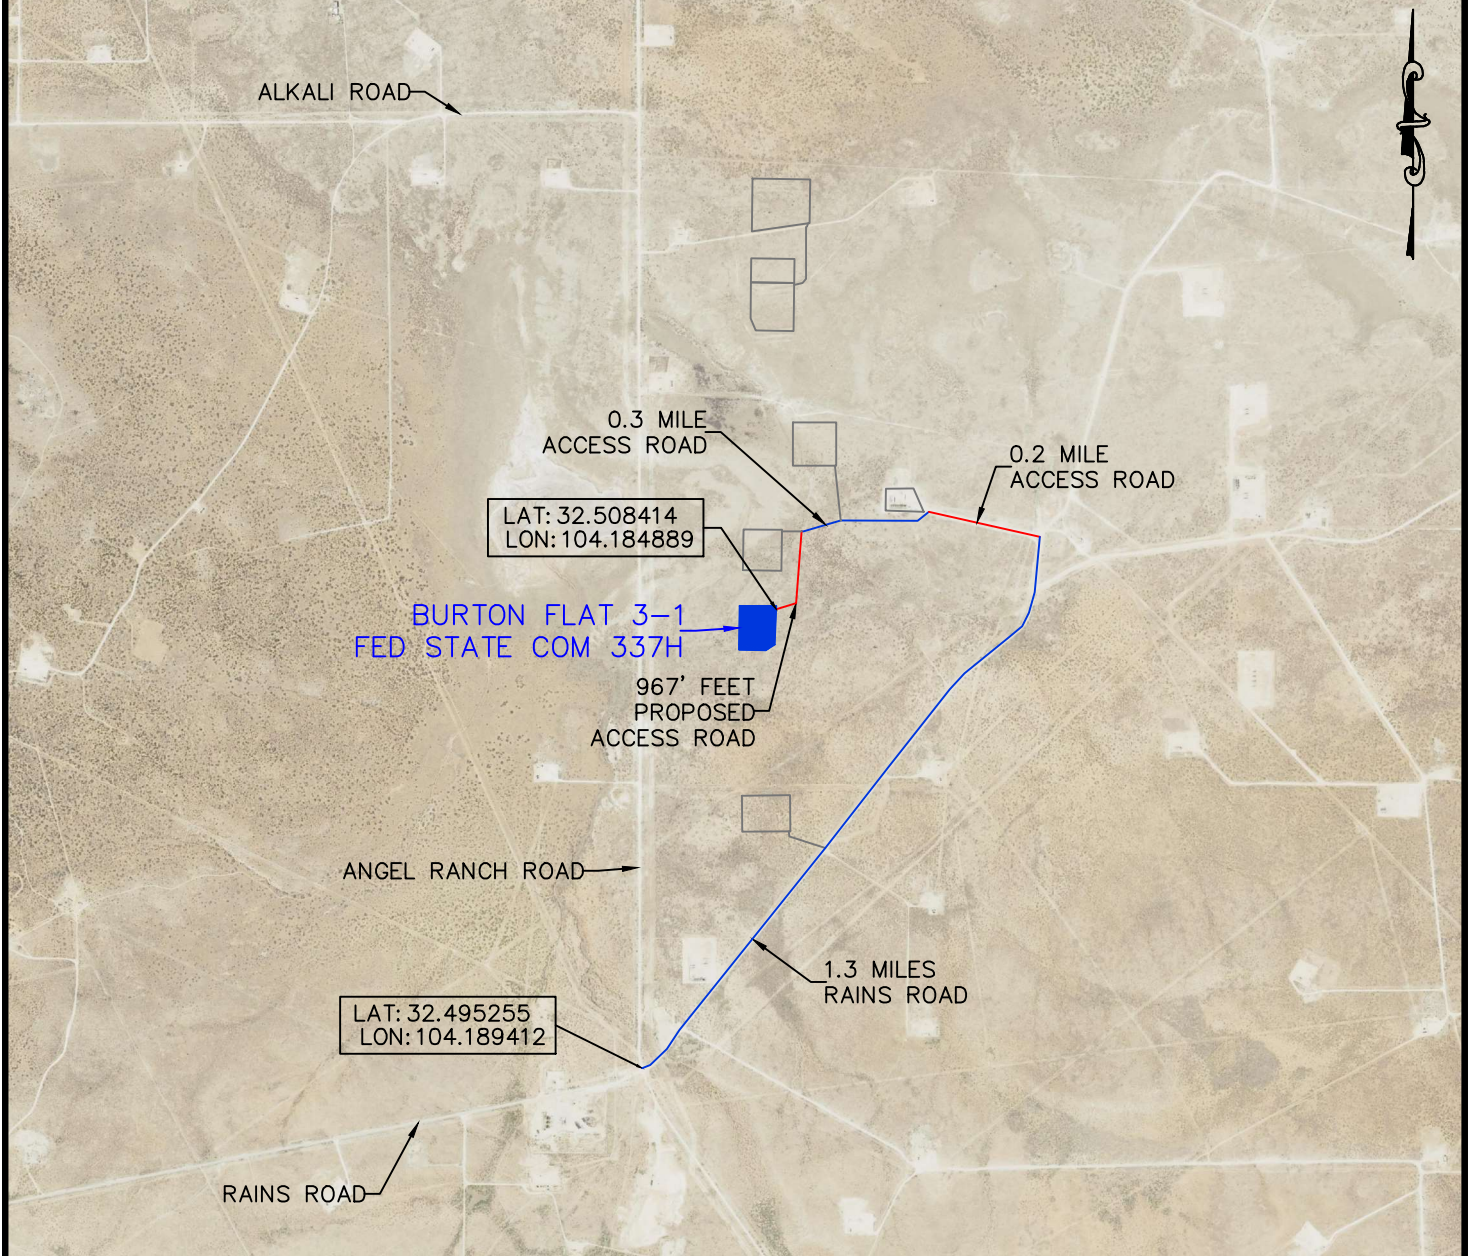 ALKALI ROAD
0.3 MILE
ACCESS ROAD
0.2 MILE
ACCESS ROAD
LAT: 32.508414
LON: 104.184889
BURTON FLAT 3-1
FED STATE COM 337H
967' FEET
PROPOSED
ACCESS ROAD
ANGEL RANCH ROAD
1.3 MILES
RAINS ROAD
LAT: 32.495255
LON: 104.189412
RAINS ROAD